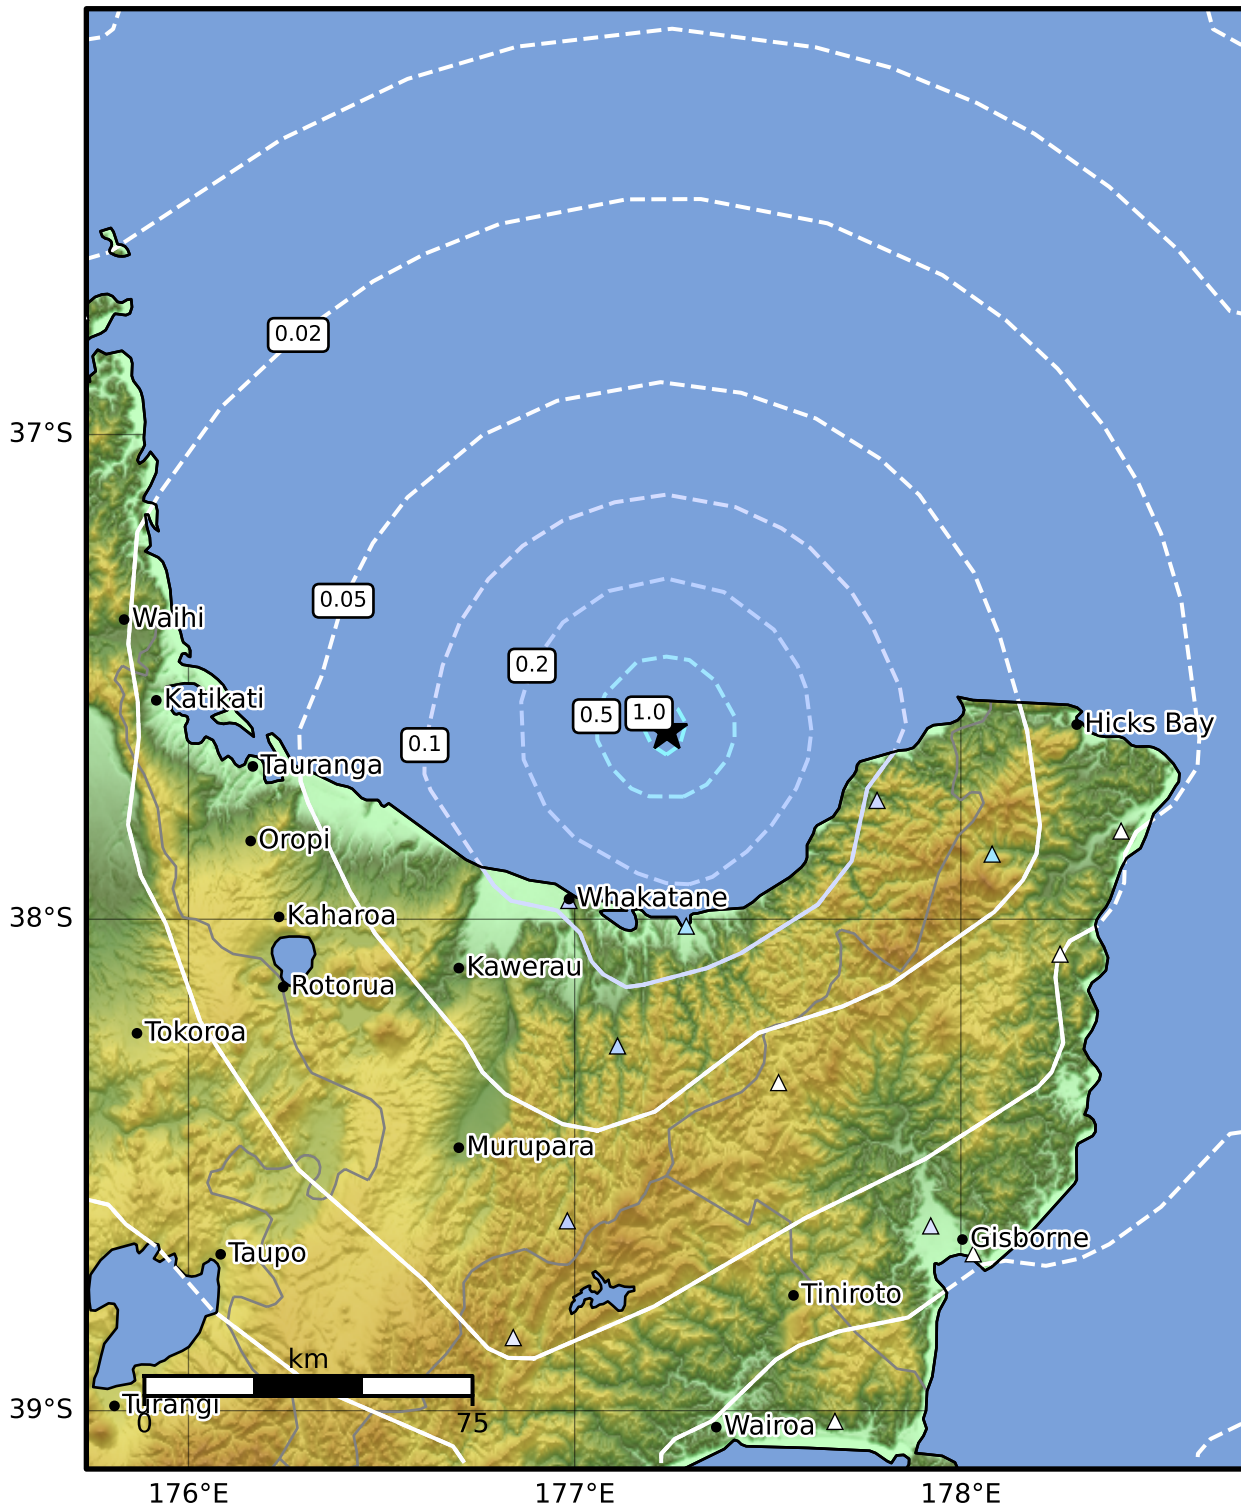 0.02
37°S
0.05
Waihi
0.2
Katikati
0.5
1.0
Hicks Bay
0.1
Tauranga
Oropi
Whakatane
38°S
Kaharoa
Kawerau
Rotorua
Tokoroa
Murupara
Gisborne
Taupo
Tiniroto
km
39°S
Turangi
0
75
Wairoa
176°E
177°E
178°E